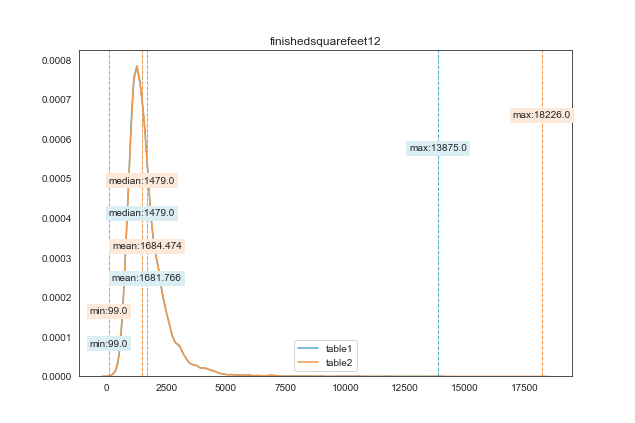 finishedsquarefeet12
0.0008
0.0007
0.0006
0.0005
0.0004
0.0003
0.0002
0.0001
0.0000
max:18226.0
max:13875.0
median:1479.0
median:1479.0
mean:1684.474
mean:1681.766
min:99.0
min:99.0
table1
table2
0 2500 5000 7500 10000 12500 15000 17500